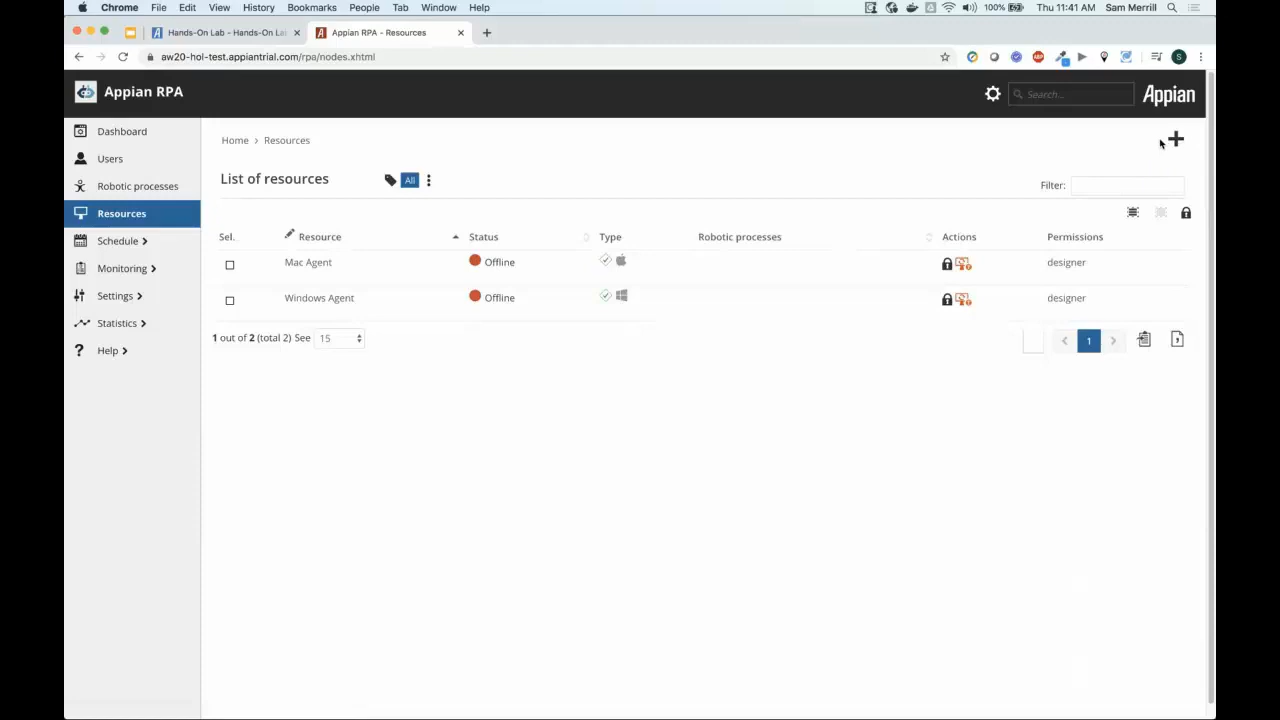 Chrome File Edit View History Bookmarks People Tab Window Help 100% Thu 11:41 AM Sam Merrill
Hands-On Lab - Hands-On La
Appian RPA - Resources
aw20-hol-test.appiantrial.com/rpa/nodes.xhtml
ABP
S
Appian RPA
Search...
Appian
Dashboard
Users
Robotic processes
Resources
Schedule
Monitoring
Settings
Statistics
Help
Home > Resources
List of resources
All
Filter:
Sel. Resource Status Type Robotic processes Actions Permissions
Mac Agent Offline designer
Windows Agent Offline designer
1 out of 2 (total 2) See 15
1